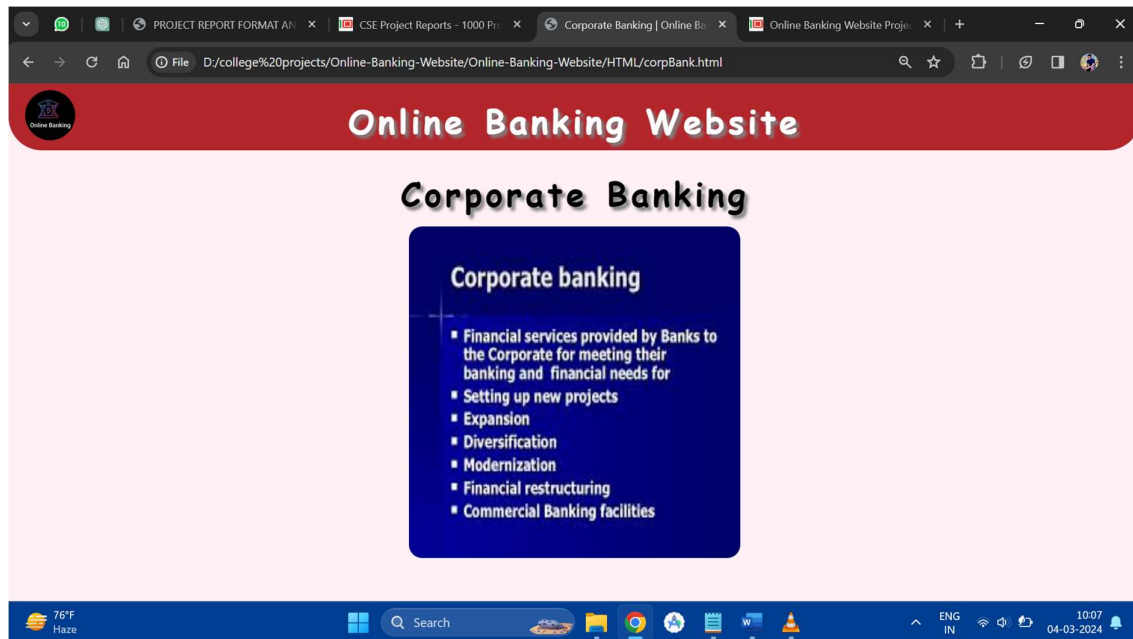 10
PROJECT REPORT FORMAT AN
CSE Project Reports - 1000 Pro
Corporate Banking | Online Ba
Online Banking Website Projec
File D:/college%20projects/Online-Banking-Website/Online-Banking-Website/HTML/corpBank.html
Online Banking
Online Banking Website
Corporate Banking
Corporate banking
Financial services provided by Banks to
the Corporate for meeting their
banking and financial needs for
Setting up new projects
Expansion
Diversification
Modernization
Financial restructuring
Commercial Banking facilities
76°F
Haze
Search
ENG
IN
10:07
04-03-2024